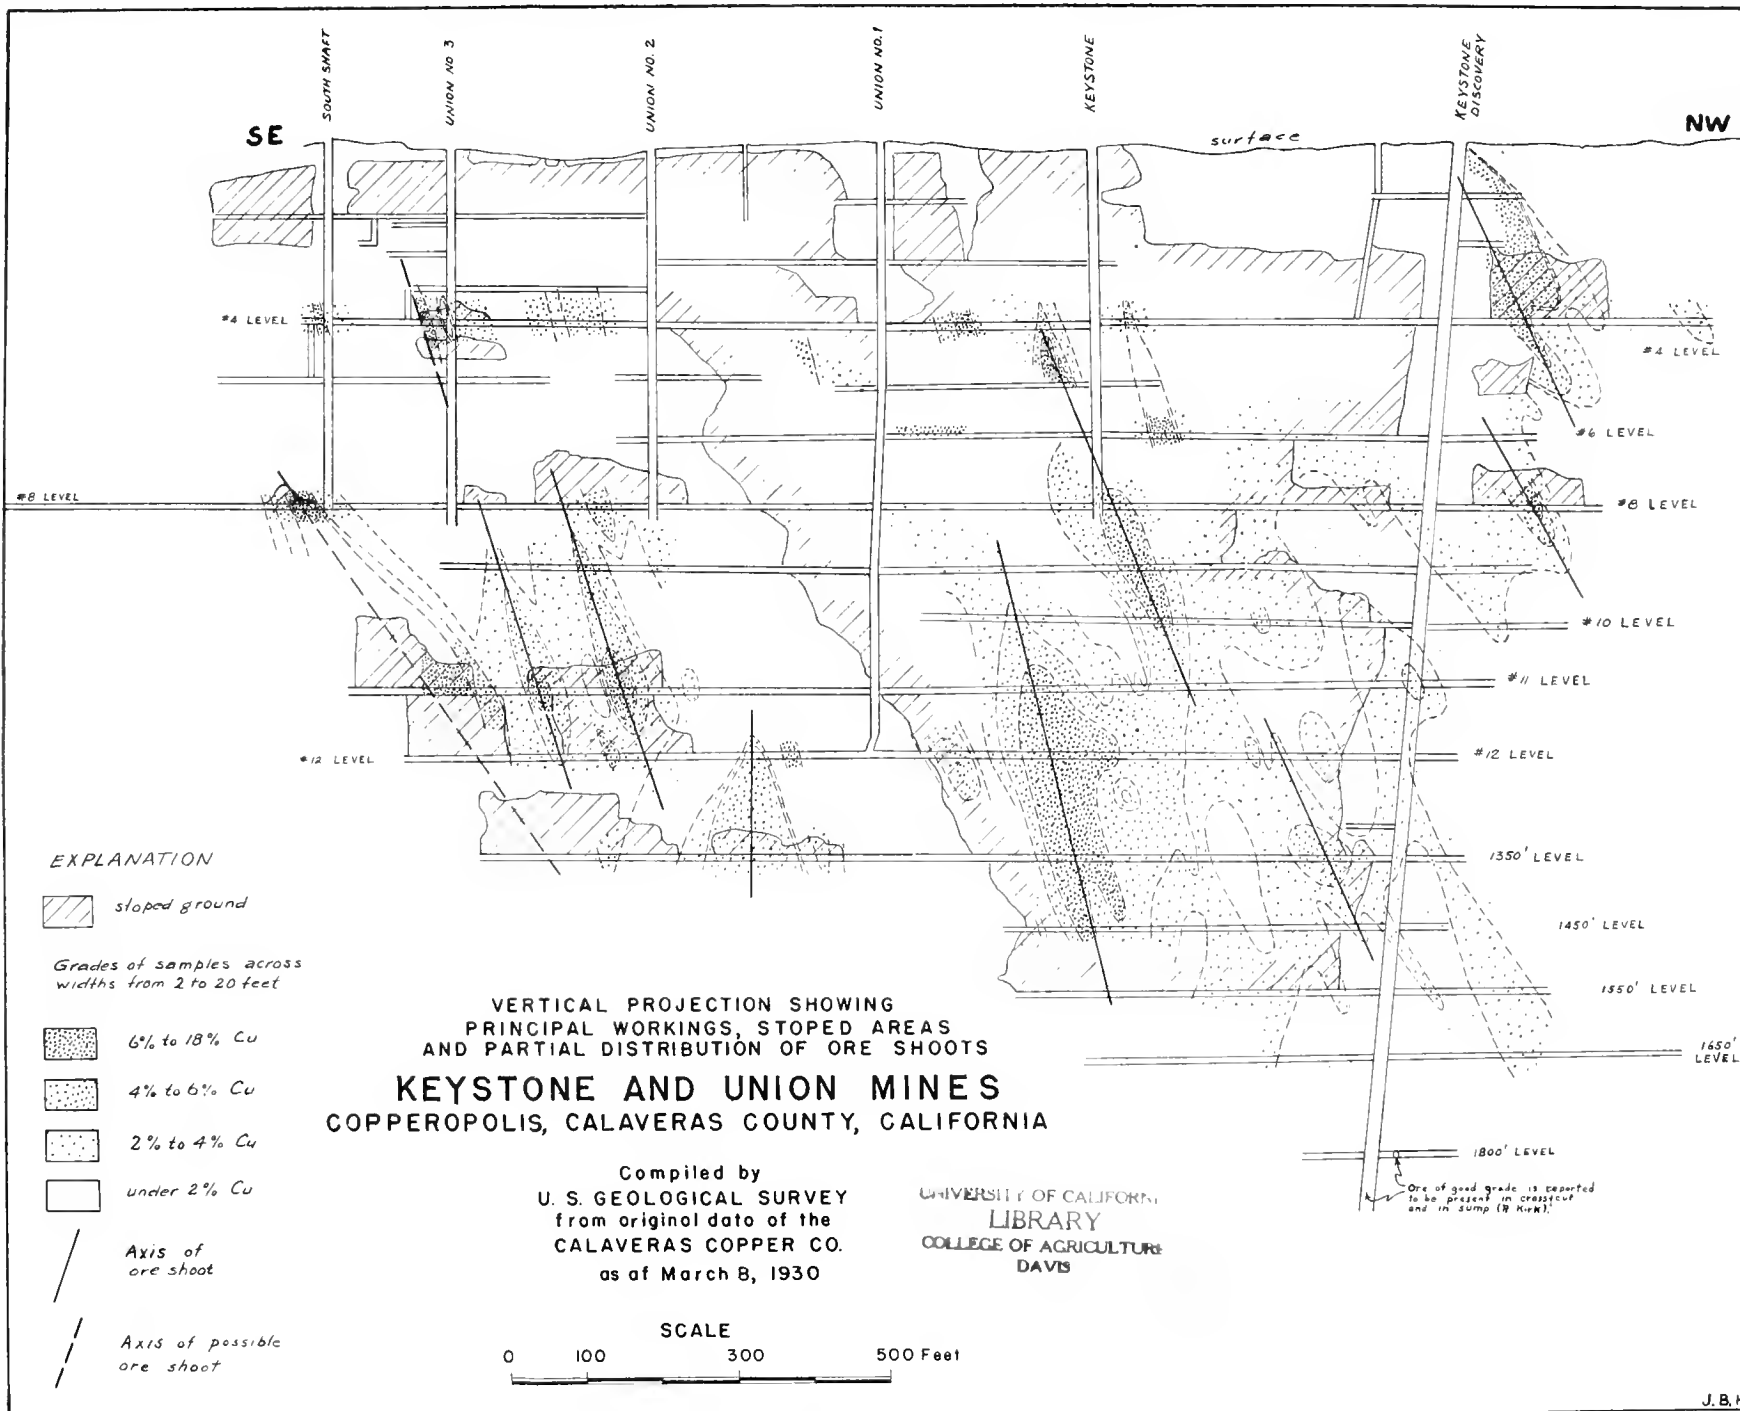 SOUTH SHAFT
UNION NO 3
UNION NO. 2
UNION NO. 1
KEYSTONE
KEYSTONE
DISCOVERY
SE
surface
NW
#4 LEVEL
#4 LEVEL
#6 LEVEL
#8 LEVEL
#8 LEVEL
#10 LEVEL
#11 LEVEL
#12 LEVEL
#12 LEVEL
1350' LEVEL
1450' LEVEL
1550' LEVEL
1650'
LEVEL
1800' LEVEL
Ore of good grade is reported
to be present in crosscut
and in sump (R Kirk).
EXPLANATION
stoped ground
Grades of samples across
widths from 2 to 20 feet
6% to 18% Cu
4% to 6% Cu
2% to 4% Cu
under 2% Cu
Axis of
ore shoot
Axis of possible
ore shoot
VERTICAL PROJECTION SHOWING
PRINCIPAL WORKINGS, STOPED AREAS
AND PARTIAL DISTRIBUTION OF ORE SHOOTS
KEYSTONE AND UNION MINES
COPPEROPOLIS, CALAVERAS COUNTY, CALIFORNIA
Compiled by
U. S. GEOLOGICAL SURVEY
from original data of the
CALAVERAS COPPER CO.
as of March 8, 1930
UNIVERSITY OF CALIFORNI
LIBRARY
COLLEGE OF AGRICULTURE
DAVIS
SCALE
0 100 300 500 Feet
J. B. H